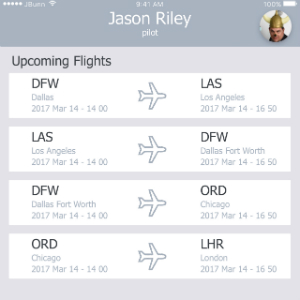 JBuen
9:41 AM
100%
Jason Riley
pilot
Upcoming Flights
DFW LAS
Dallas Los Angeles
2017 Mar 14 - 14 00 2017 Mar 14 - 16 50
LAS DFW
Los Angeles Dallas Fort Worth
2017 Mar 14 - 14 00 2017 Mar 14 - 16 50
DFW ORD
Dallas Fort Worth Chicago
2017 Mar 14 - 14 00 2017 Mar 14 - 16 50
ORD LHR
Chicago London
2017 Mar 14 - 14 00 2017 Mar 14 - 16 50